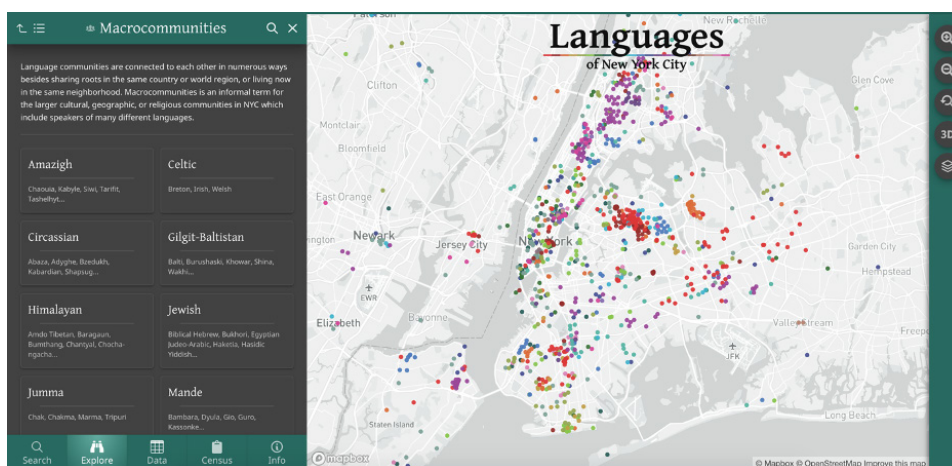 Macrocommunities
Language communities are connected to each other in numerous ways
besides sharing roots in the same country or world region, or living now
in the same neighborhood. Macrocommunities is an informal term for
the larger cultural, geographic, or religious communities in NYC which
include speakers of many different languages.
Amazigh
Chaouia, Kabyle, Siwi, Tarifit,
Tashelhyt...
Celtic
Breton, Irish, Welsh
Circassian
Abaza, Adyghe, Bzedukh,
Kabardian, Shapsug...
Gilgit-Baltistan
Balti, Burushaski, Khowar, Shina,
Wakhi...
Himalayan
Amdo Tibetan, Baragaun,
Bumthang, Chantyal, Chocha-
ngacha...
Jewish
Biblical Hebrew, Bukhori, Egyptian
Judeo-Arabic, Haketia, Hasidic
Yiddish...
Jumma
Chak, Chakma, Marma, Tripuri
Mande
Bambara, Dyula, Gio, Guro,
Kassonke...
Search
Explore
Data
Census
Info
Languages
of New York City
New Rochelle
Clifton
Glen Cove
Montclair
Bloomfield
East Orange
Newark
Jersey City
New York
Garden City
Hempstead
EWR
Elizabeth
Bayonne
Valley Stream
JFK
Long Beach
Staten Island
3D
mapbox
© Mapbox © OpenStreetMap Improve this map